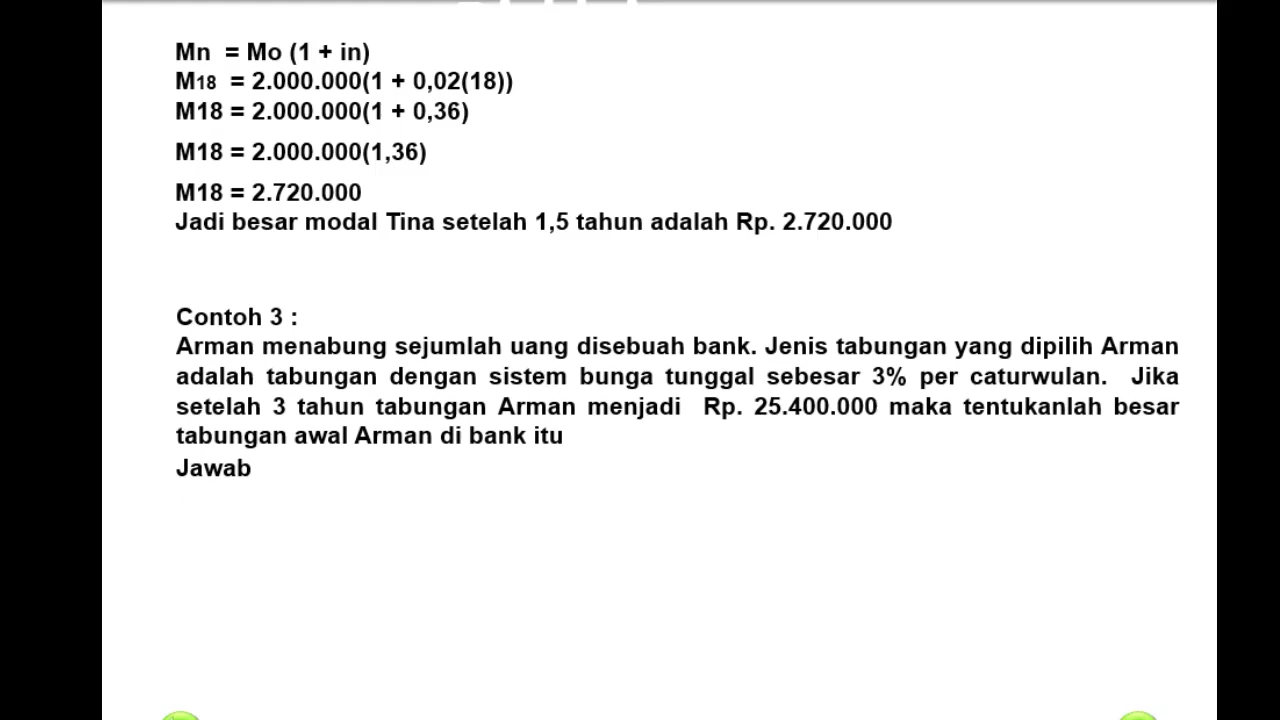 Mn = Mo (1 + in)
M18 = 2.000.000(1 + 0,02(18))
M18 = 2.000.000(1 + 0,36)
M18 = 2.000.000(1,36)
M18 = 2.720.000
Jadi besar modal Tina setelah 1,5 tahun adalah Rp. 2.720.000
Contoh 3 :
Arman menabung sejumlah uang disebuah bank. Jenis tabungan yang dipilih Arman
adalah tabungan dengan sistem bunga tunggal sebesar 3% per caturwulan. Jika
setelah 3 tahun tabungan Arman menjadi Rp. 25.400.000 maka tentukanlah besar
tabungan awal Arman di bank itu
Jawab